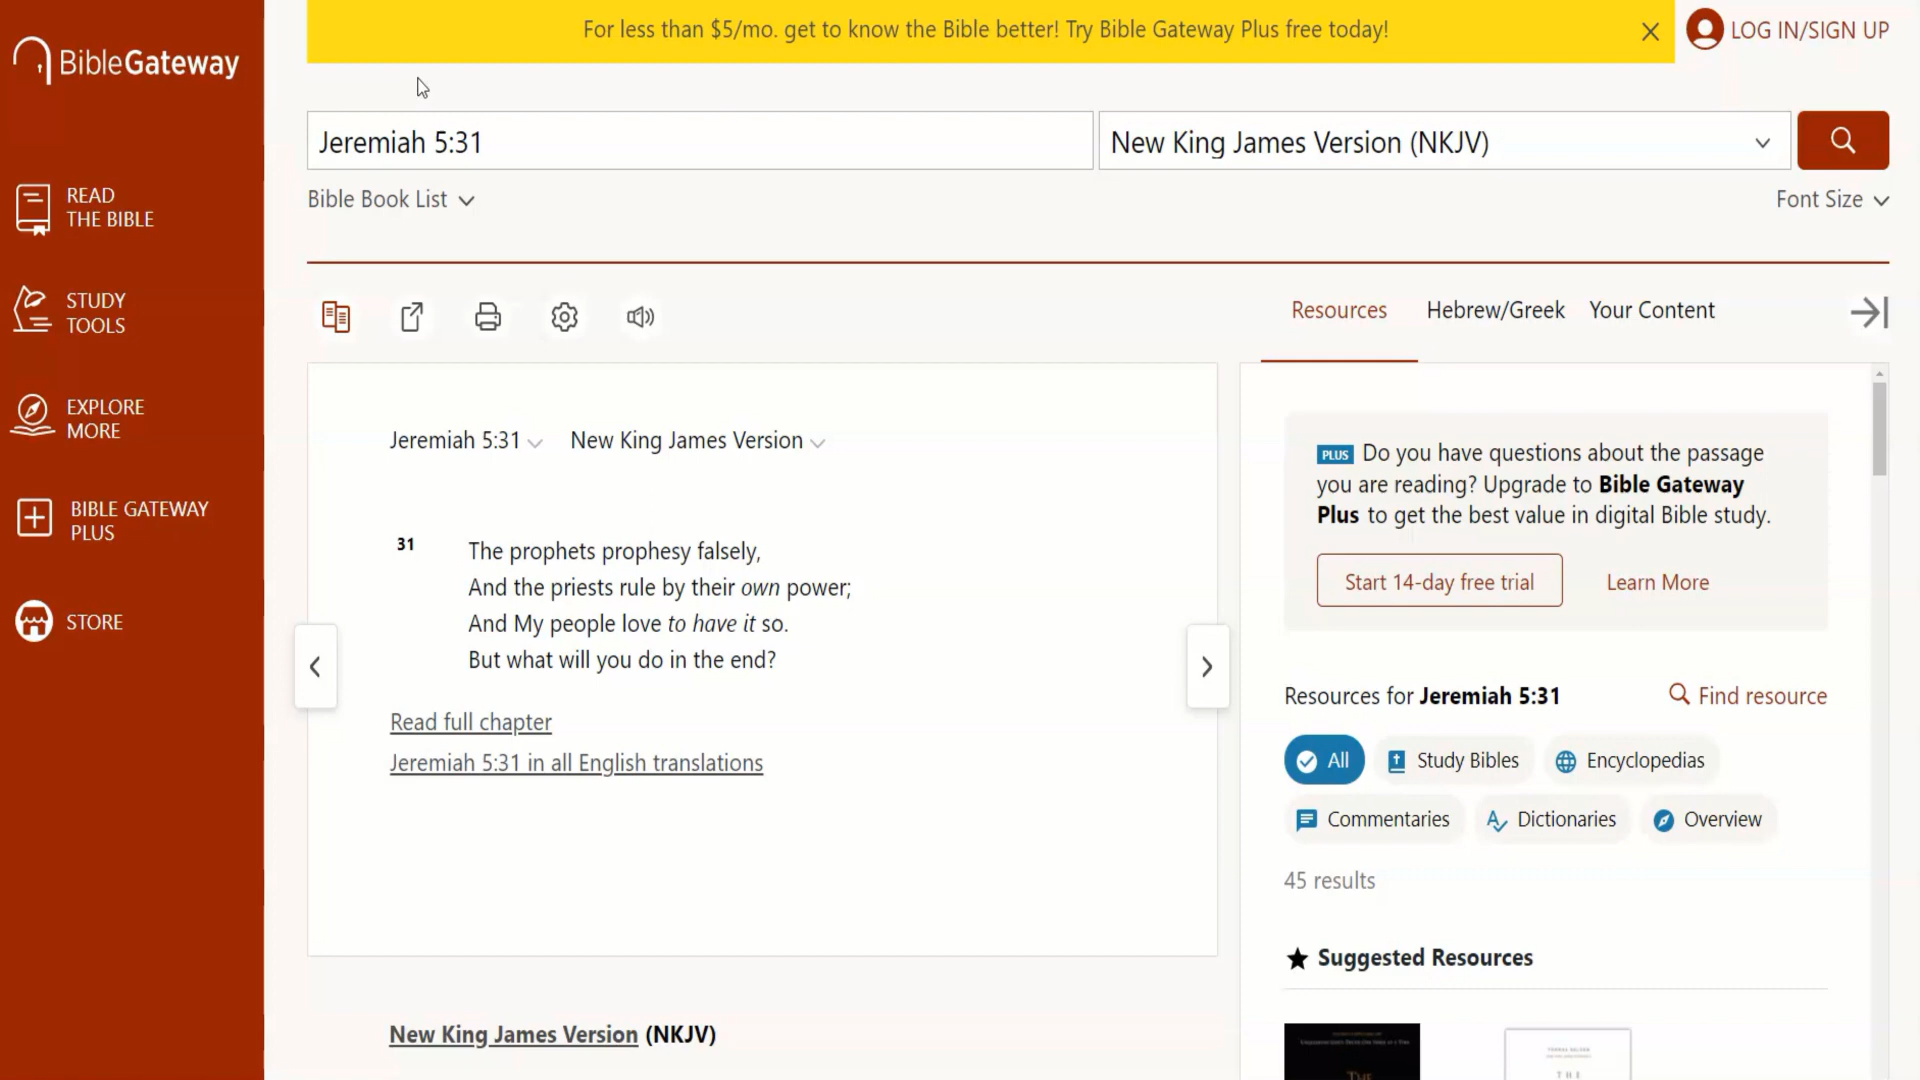 BibleGateway
For less than $5/mo. get to know the Bible better! Try Bible Gateway Plus free today!
LOG IN/SIGN UP
Jeremiah 5:31
New King James Version (NKJV)
Bible Book List
Font Size
READ
THE BIBLE
STUDY
TOOLS
EXPLORE
MORE
BIBLE GATEWAY
PLUS
STORE
Resources
Hebrew/Greek
Your Content
Jeremiah 5:31
New King James Version
31 The prophets prophesy falsely,
And the priests rule by their own power;
And My people love to have it so.
But what will you do in the end?
Read full chapter
Jeremiah 5:31 in all English translations
New King James Version (NKJV)
PLUS Do you have questions about the passage
you are reading? Upgrade to Bible Gateway
Plus to get the best value in digital Bible study.
Start 14-day free trial
Learn More
Resources for Jeremiah 5:31
Find resource
All
Study Bibles
Encyclopedias
Commentaries
Dictionaries
Overview
45 results
Suggested Resources
THE
THE